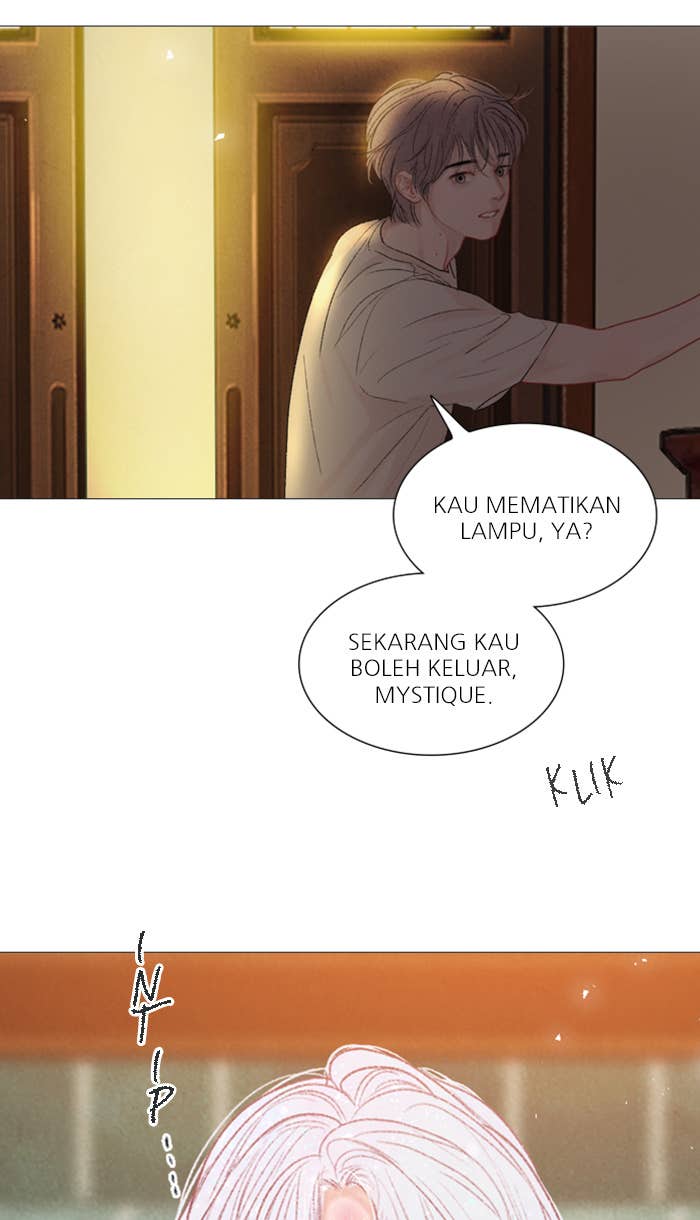 KAU MEMATIKAN
LAMPU, YA?
SEKARANG KAU
BOLEH KELUAR,
MYSTIQUE.
KLIK
INTIP...